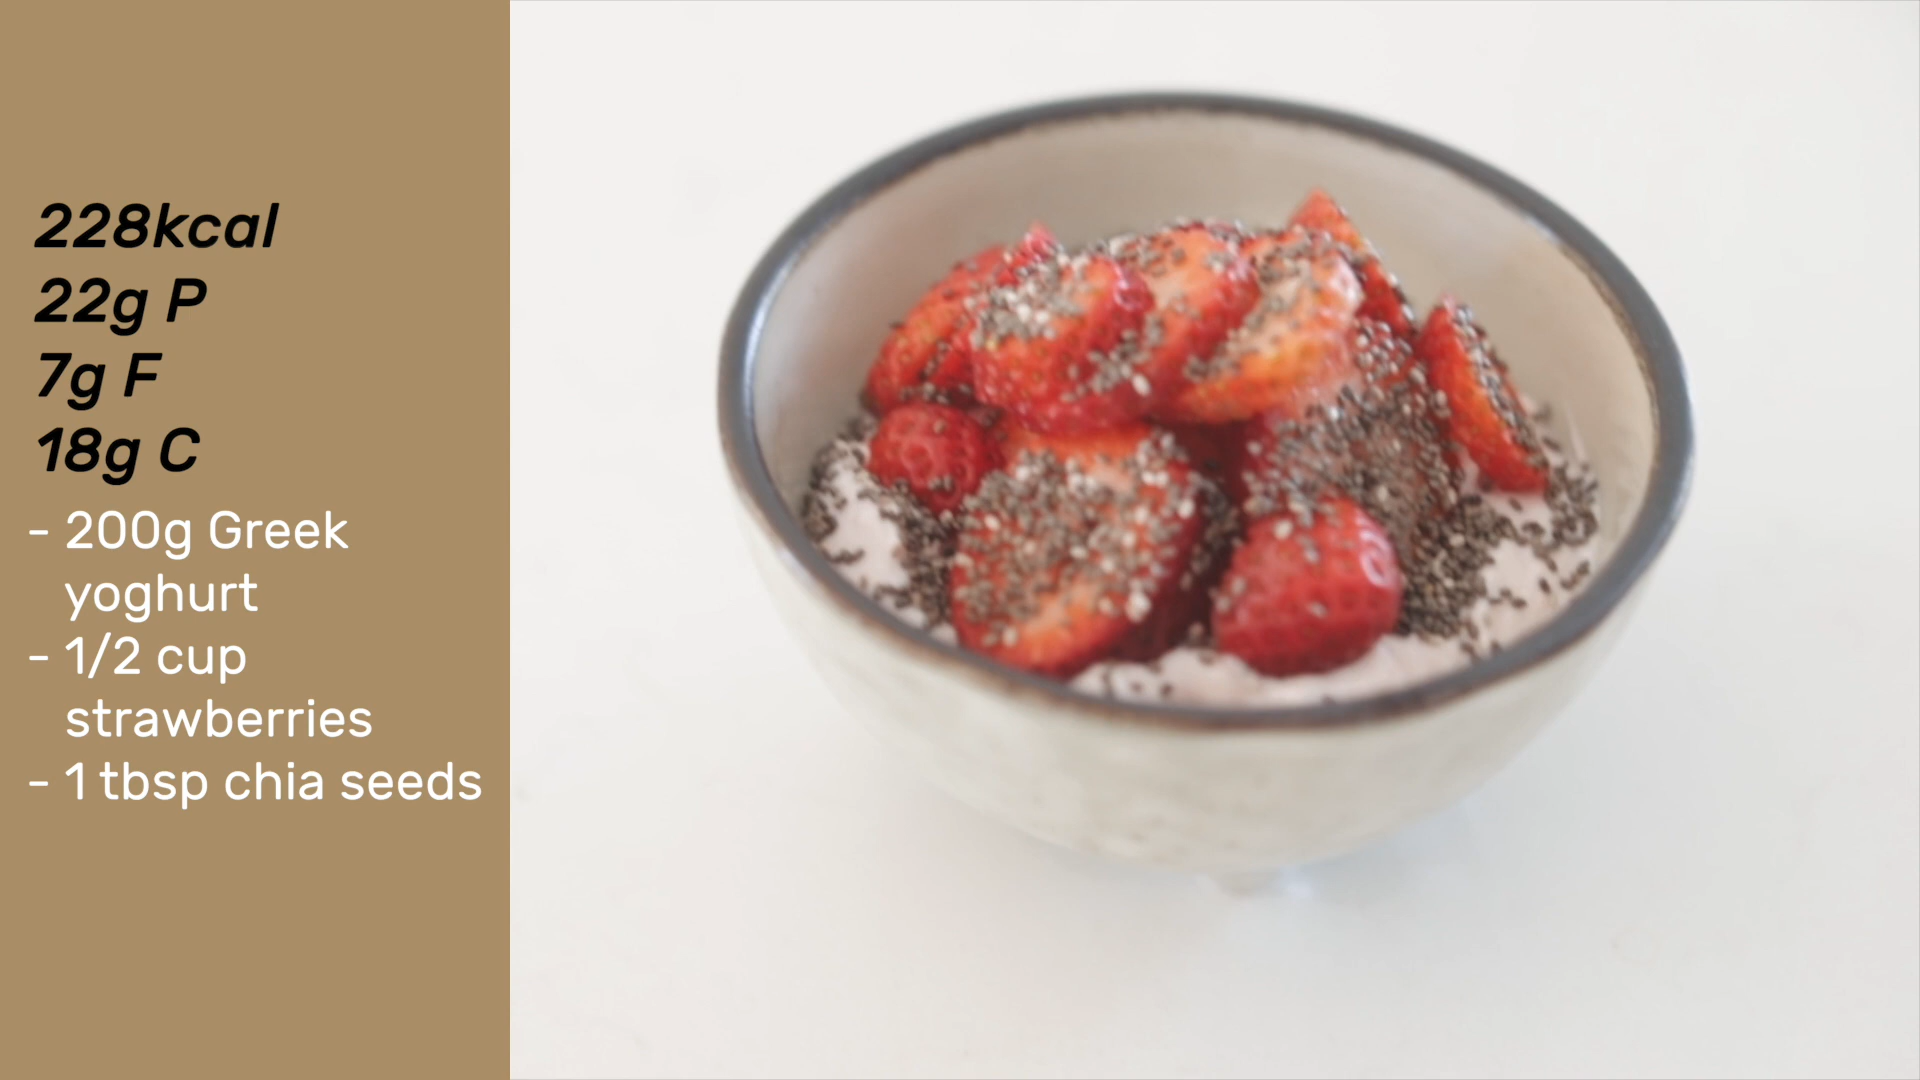 228kcal
22g P
7g F
18g C
- 200g Greek
yoghurt
- 1/2 cup
strawberries
- 1 tbsp chia seeds